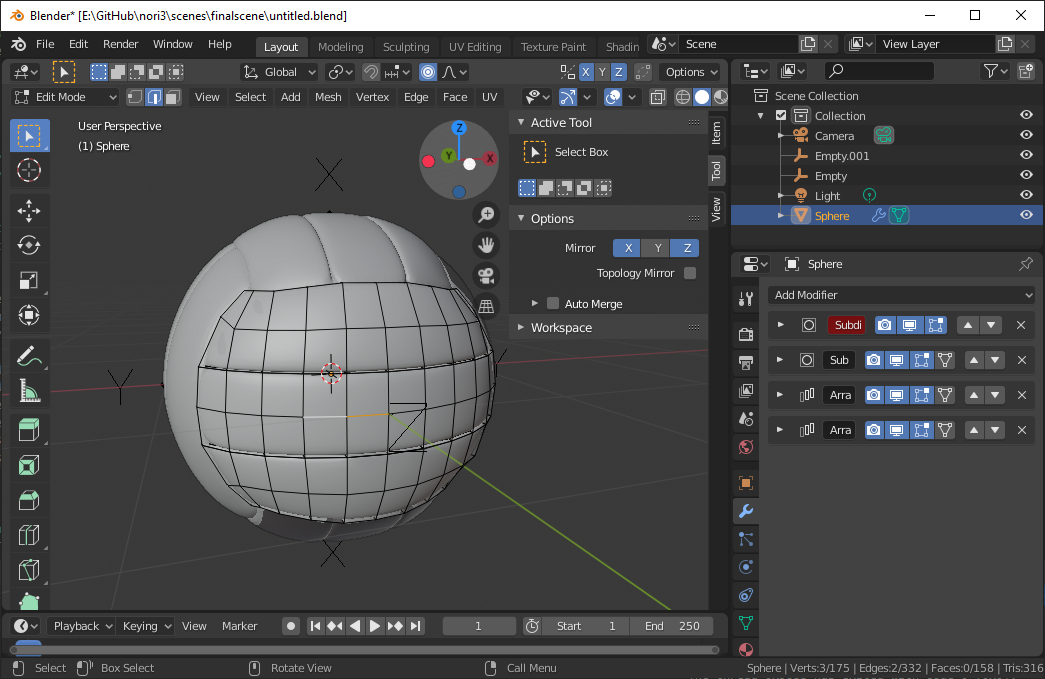 Blender* [E:\GitHub\nori3\scenes\finalscene\untitled.blend]
File Edit Render Window Help Layout Modeling Sculpting UV Editing Texture Paint Shadin Scene View Layer
Global X Y Z Options
Edit Mode View Select Add Mesh Vertex Edge Face UV
User Perspective
(1) Sphere
Z
Y
X
Active Tool
Select Box
Options
Mirror X Y Z
Topology Mirror
Auto Merge
Workspace
Item
Tool
View
Scene Collection
Collection
Camera
Empty.001
Empty
Light
Sphere
Sphere
Add Modifier
Subdi
Sub
Arra
Arra
Playback Keying View Marker 1 Start 1 End 250
Select Box Select Rotate View Call Menu Sphere | Verts:3/175 | Edges:2/332 | Faces:0/158 | Tris:316